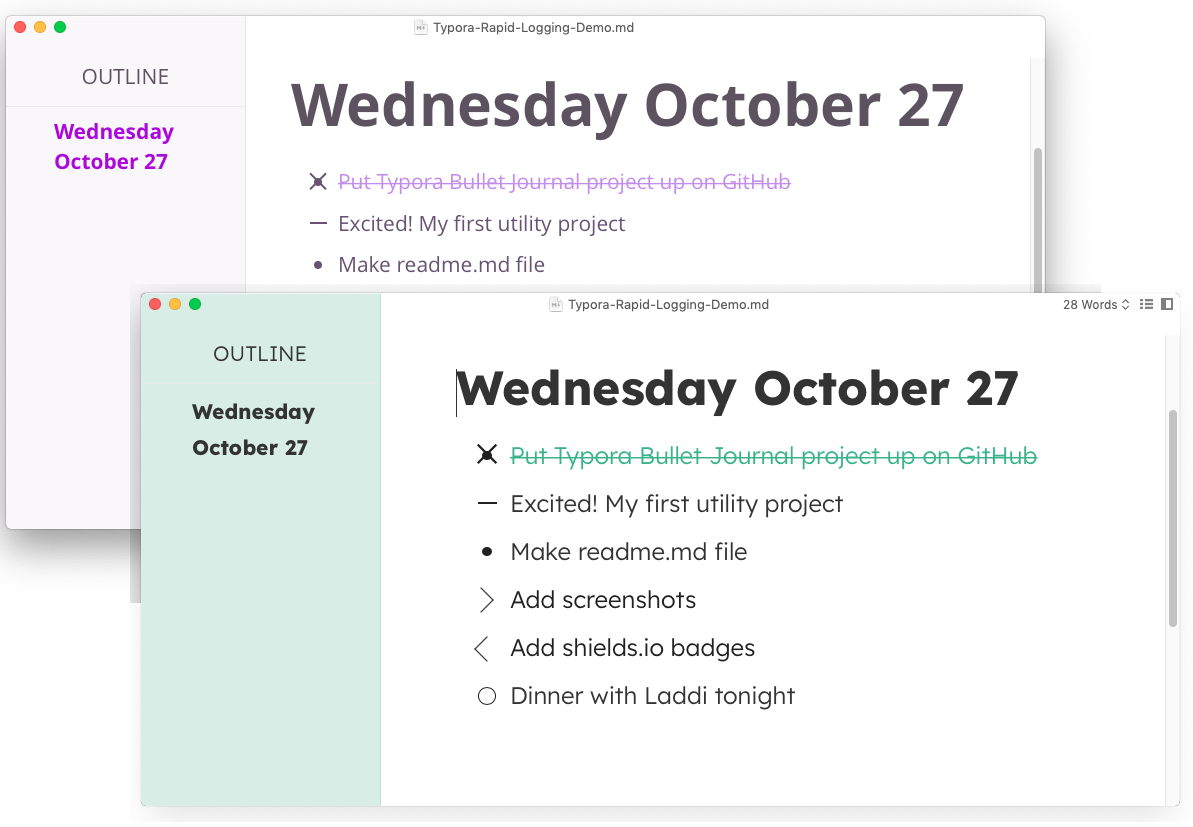 Typora-Rapid-Logging-Demo.md
OUTLINE
Wednesday
October 27
Wednesday October 27
Put Typora Bullet Journal project up on GitHub
— Excited! My first utility project
• Make readme.md file
Typora-Rapid-Logging-Demo.md
28 Words
OUTLINE
Wednesday
October 27
Wednesday October 27
Put Typora Bullet Journal project up on GitHub
— Excited! My first utility project
• Make readme.md file
> Add screenshots
< Add shields.io badges
○ Dinner with Laddi tonight